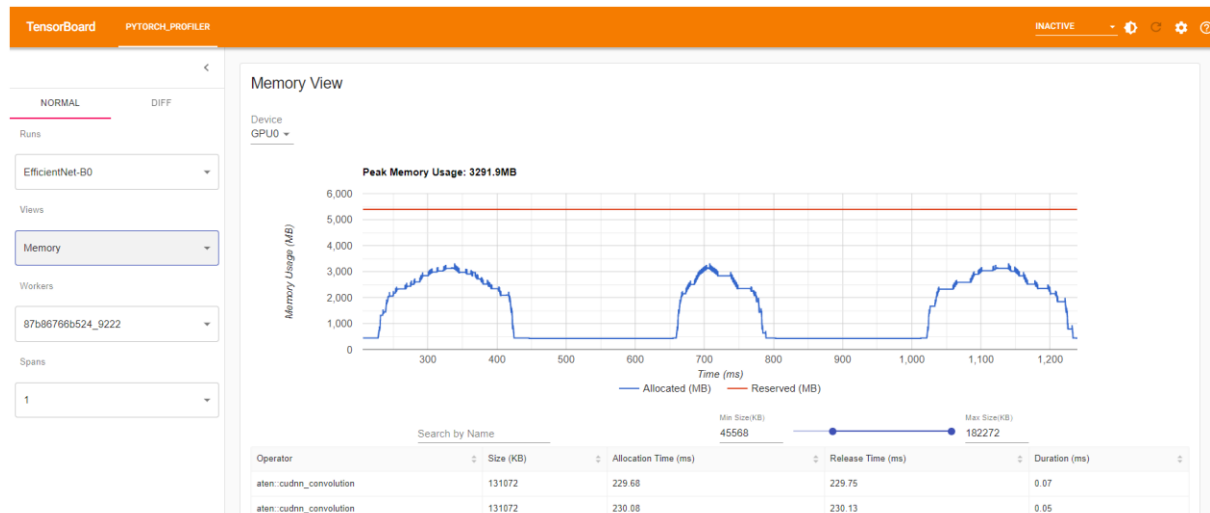 TensorBoard PYTORCH_PROFILER INACTIVE
NORMAL DIFF
Runs
EfficientNet-B0
Views
Memory
Workers
87b86766b524_9222
Spans
1
Memory View
Device
GPU0
Peak Memory Usage: 3291.9MB
Memory Usage (MB)
6,000
5,000
4,000
3,000
2,000
1,000
0
300 400 500 600 700 800 900 1,000 1,100 1,200
Time (ms)
Allocated (MB) Reserved (MB)
Search by Name
Min Size(KB)
45568
Max Size(KB)
182272
Operator Size (KB) Allocation Time (ms) Release Time (ms) Duration (ms)
aten::cudnn_convolution 131072 229.68 229.75 0.07
aten::cudnn_convolution 131072 230.08 230.13 0.05